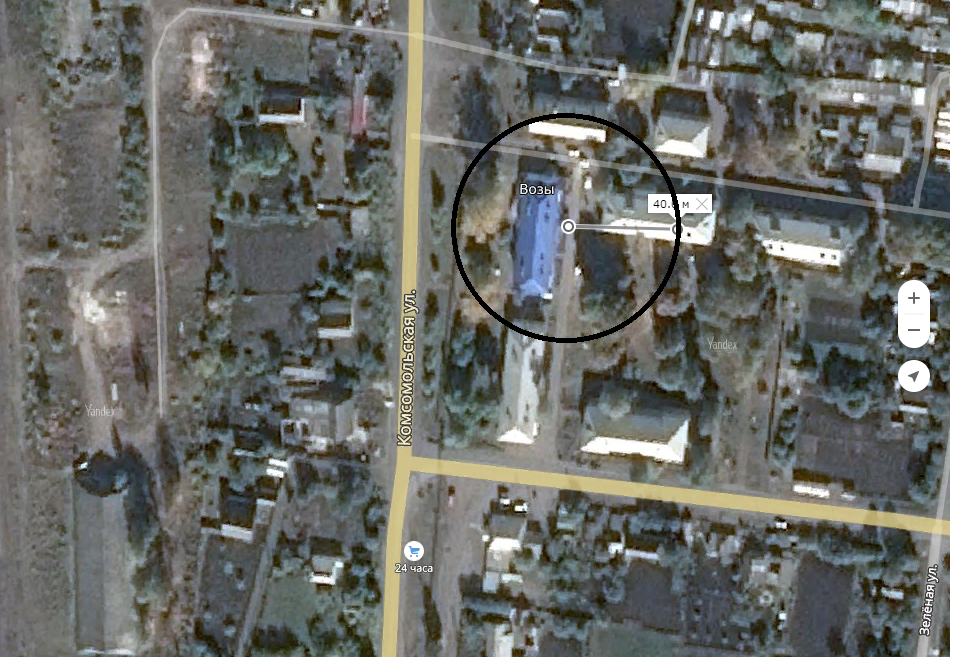 Возы
40. м
Комсомольская ул.
Yandex
Yandex
24 часа
Зелёная ул.